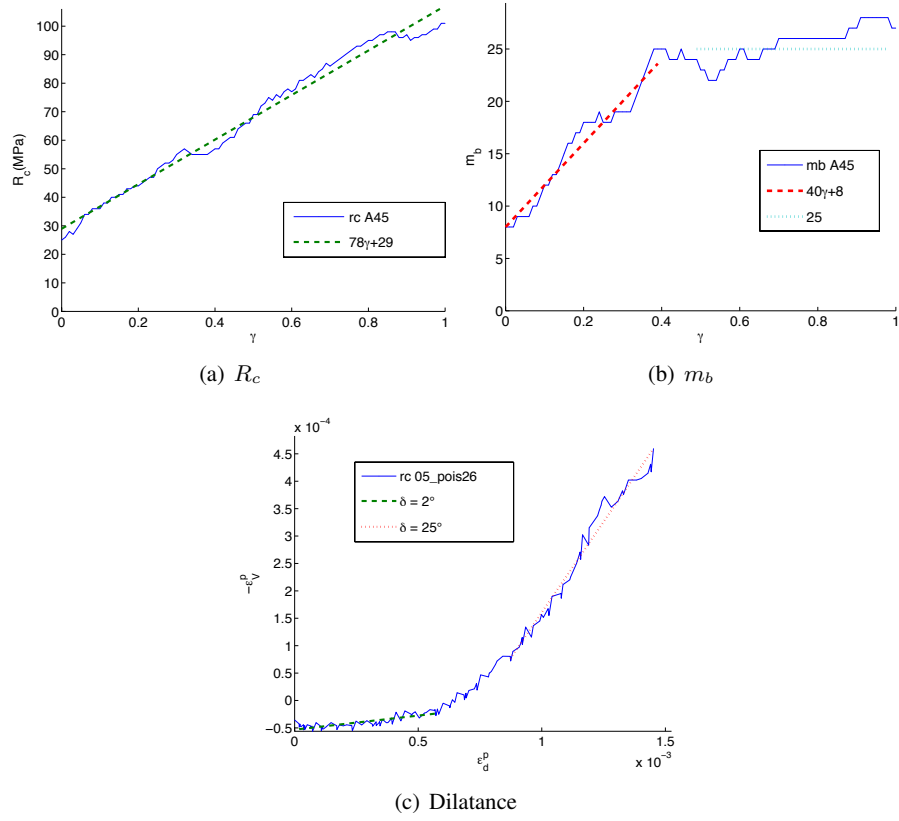 100
90
80
70
60
50
40
30
20
10
0
R_c(MPa)
0 0.2 0.4 0.6 0.8 1
γ
rc A45
78γ+29
(a) R_c
25
20
15
10
5
0
m_b
0 0.2 0.4 0.6 0.8 1
γ
mb A45
40γ+8
25
(b) m_b
x 10^-4
4.5
3.5
2.5
1.5
0.5
0
−0.5
-ε_V^p
0 0.5 1 1.5
x 10^-3
ε_d^p
rc 05_pois26
δ = 2°
δ = 25°
(c) Dilatance